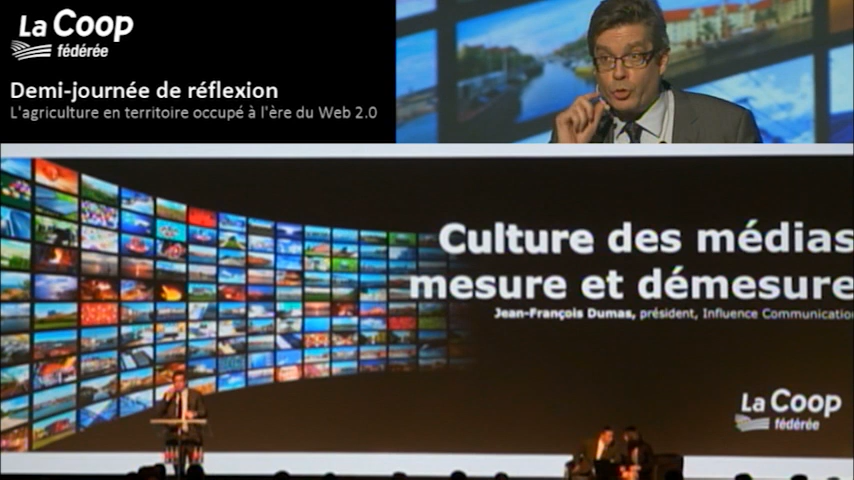 La Coop
fédérée
Demi-journée de réflexion
L'agriculture en territoire occupé à l'ère du Web 2.0
Culture des médias
mesure et démesure
Jean-François Dumas, président, Influence Communication
La Coop
fédérée